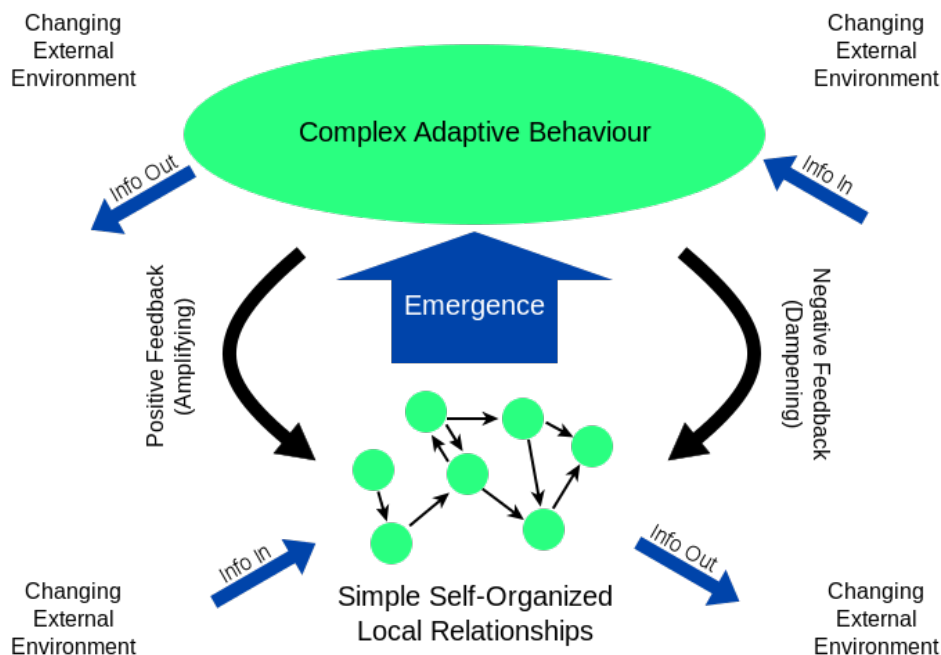 Changing
External
Environment
Changing
External
Environment
Complex Adaptive Behaviour
Info Out
Info In
Emergence
Positive Feedback
(Amplifying)
Negative Feedback
(Dampening)
Info In
Info Out
Simple Self-Organized
Local Relationships
Changing
External
Environment
Changing
External
Environment